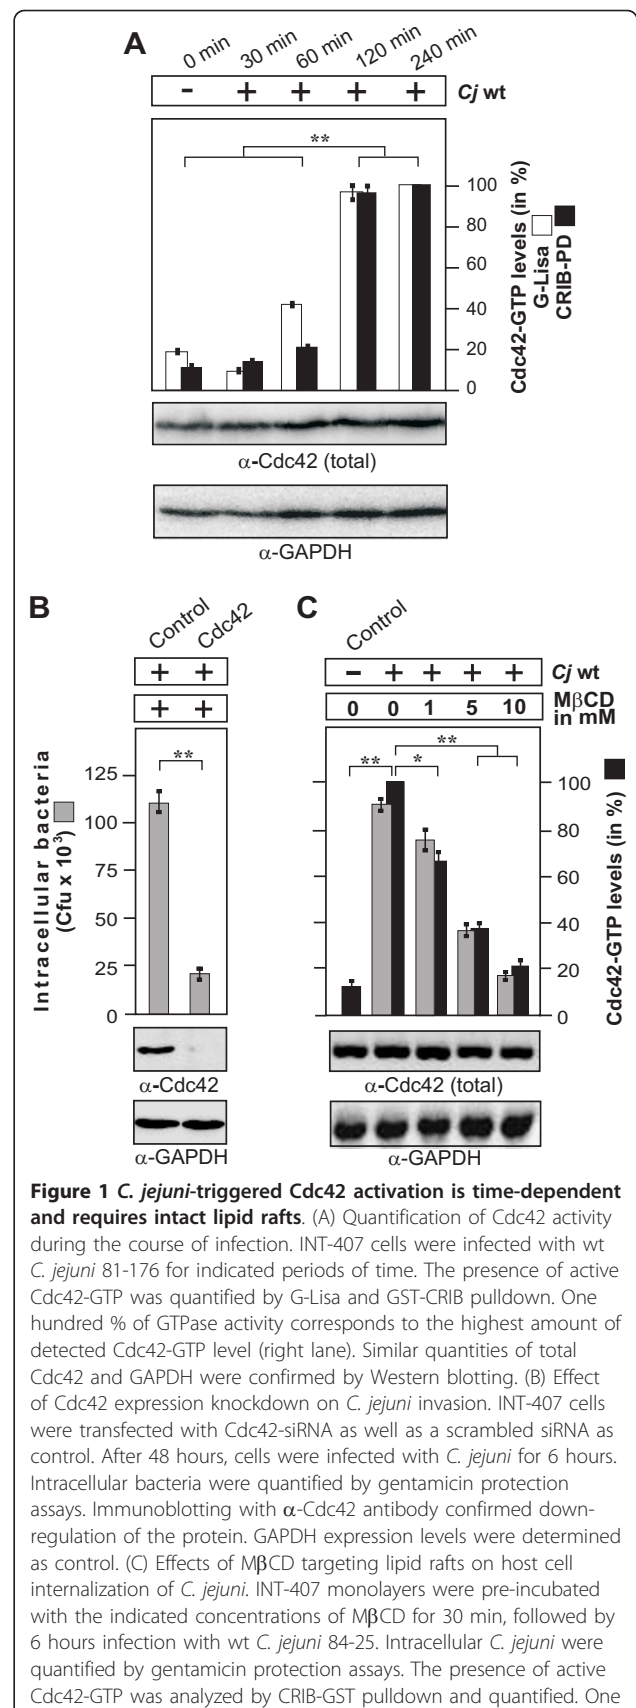 A
0 min 30 min 60 min 120 min 240 min
- + + + + Cj wt
**
100
80
60
40
20
0
Cdc42-GTP levels (in %)
G-Lisa
CRIB-PD
α-Cdc42 (total)
α-GAPDH
B
Control Cdc42
+ +
+ +
**
125
100
75
50
25
0
Intracellular bacteria
(Cfu x 10³)
α-Cdc42
α-GAPDH
C
Control
- + + + + Cj wt
0 0 1 5 10 MβCD
in mM
**
** *
100
80
60
40
20
0
Cdc42-GTP levels (in %)
α-Cdc42 (total)
α-GAPDH
Figure 1 C. jejuni-triggered Cdc42 activation is time-dependent
and requires intact lipid rafts. (A) Quantification of Cdc42 activity
during the course of infection. INT-407 cells were infected with wt
C. jejuni 81-176 for indicated periods of time. The presence of active
Cdc42-GTP was quantified by G-Lisa and GST-CRIB pulldown. One
hundred % of GTPase activity corresponds to the highest amount of
detected Cdc42-GTP level (right lane). Similar quantities of total
Cdc42 and GAPDH were confirmed by Western blotting. (B) Effect
of Cdc42 expression knockdown on C. jejuni invasion. INT-407 cells
were transfected with Cdc42-siRNA as well as a scrambled siRNA as
control. After 48 hours, cells were infected with C. jejuni for 6 hours.
Intracellular bacteria were quantified by gentamicin protection
assays. Immunoblotting with α-Cdc42 antibody confirmed down-
regulation of the protein. GAPDH expression levels were determined
as control. (C) Effects of MβCD targeting lipid rafts on host cell
internalization of C. jejuni. INT-407 monolayers were pre-incubated
with the indicated concentrations of MβCD for 30 min, followed by
6 hours infection with wt C. jejuni 84-25. Intracellular C. jejuni were
quantified by gentamicin protection assays. The presence of active
Cdc42-GTP was analyzed by CRIB-GST pulldown and quantified. One